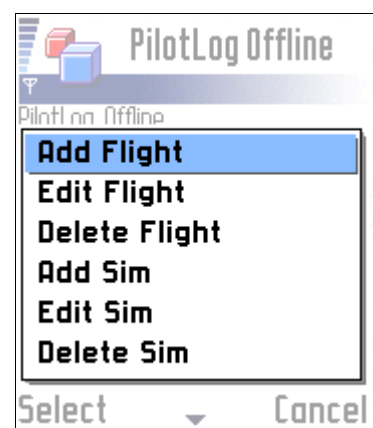 PilotLog Offline
PilotLog Offline
Add Flight
Edit Flight
Delete Flight
Add Sim
Edit Sim
Delete Sim
Select Cancel